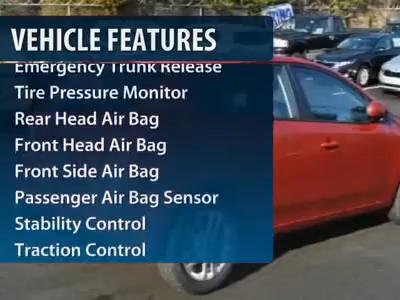 VEHICLE FEATURES
Emergency Trunk Release
Tire Pressure Monitor
Rear Head Air Bag
Front Head Air Bag
Front Side Air Bag
Passenger Air Bag Sensor
Stability Control
Traction Control